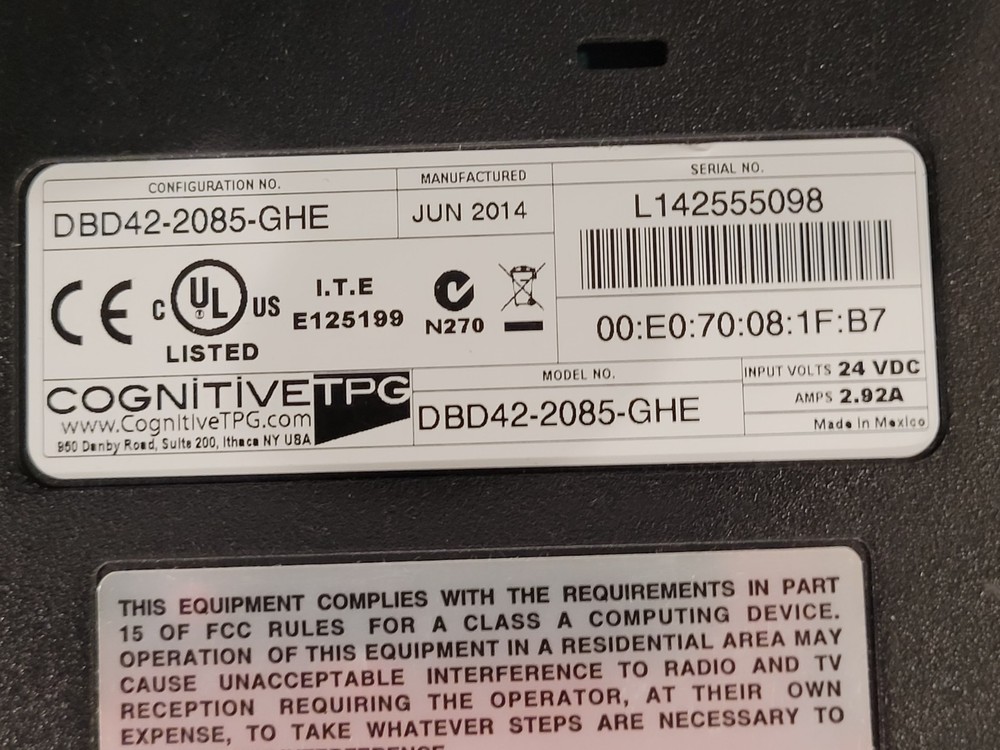 CONFIGURATION NO.
DBD42-2085-GHE
MANUFACTURED
JUN 2014
SERIAL NO.
L142555098
00:E0:70:08:1F:B7
CE
C UL US
LISTED
I.T.E
E125199
N270
COGNITIVETPG
www.CognitiveTPG.com
950 Danby Road, Suite 200, Ithaca NY USA
MODEL NO.
DBD42-2085-GHE
INPUT VOLTS 24 VDC
AMPS 2.92A
Made In Mexico
THIS EQUIPMENT COMPLIES WITH THE REQUIREMENTS IN PART
15 OF FCC RULES FOR A CLASS A COMPUTING DEVICE.
OPERATION OF THIS EQUIPMENT IN A RESIDENTIAL AREA MAY
CAUSE UNACCEPTABLE INTERFERENCE TO RADIO AND TV
RECEPTION REQUIRING THE OPERATOR, AT THEIR OWN
EXPENSE, TO TAKE WHATEVER STEPS ARE NECESSARY TO
INTERFERENCE